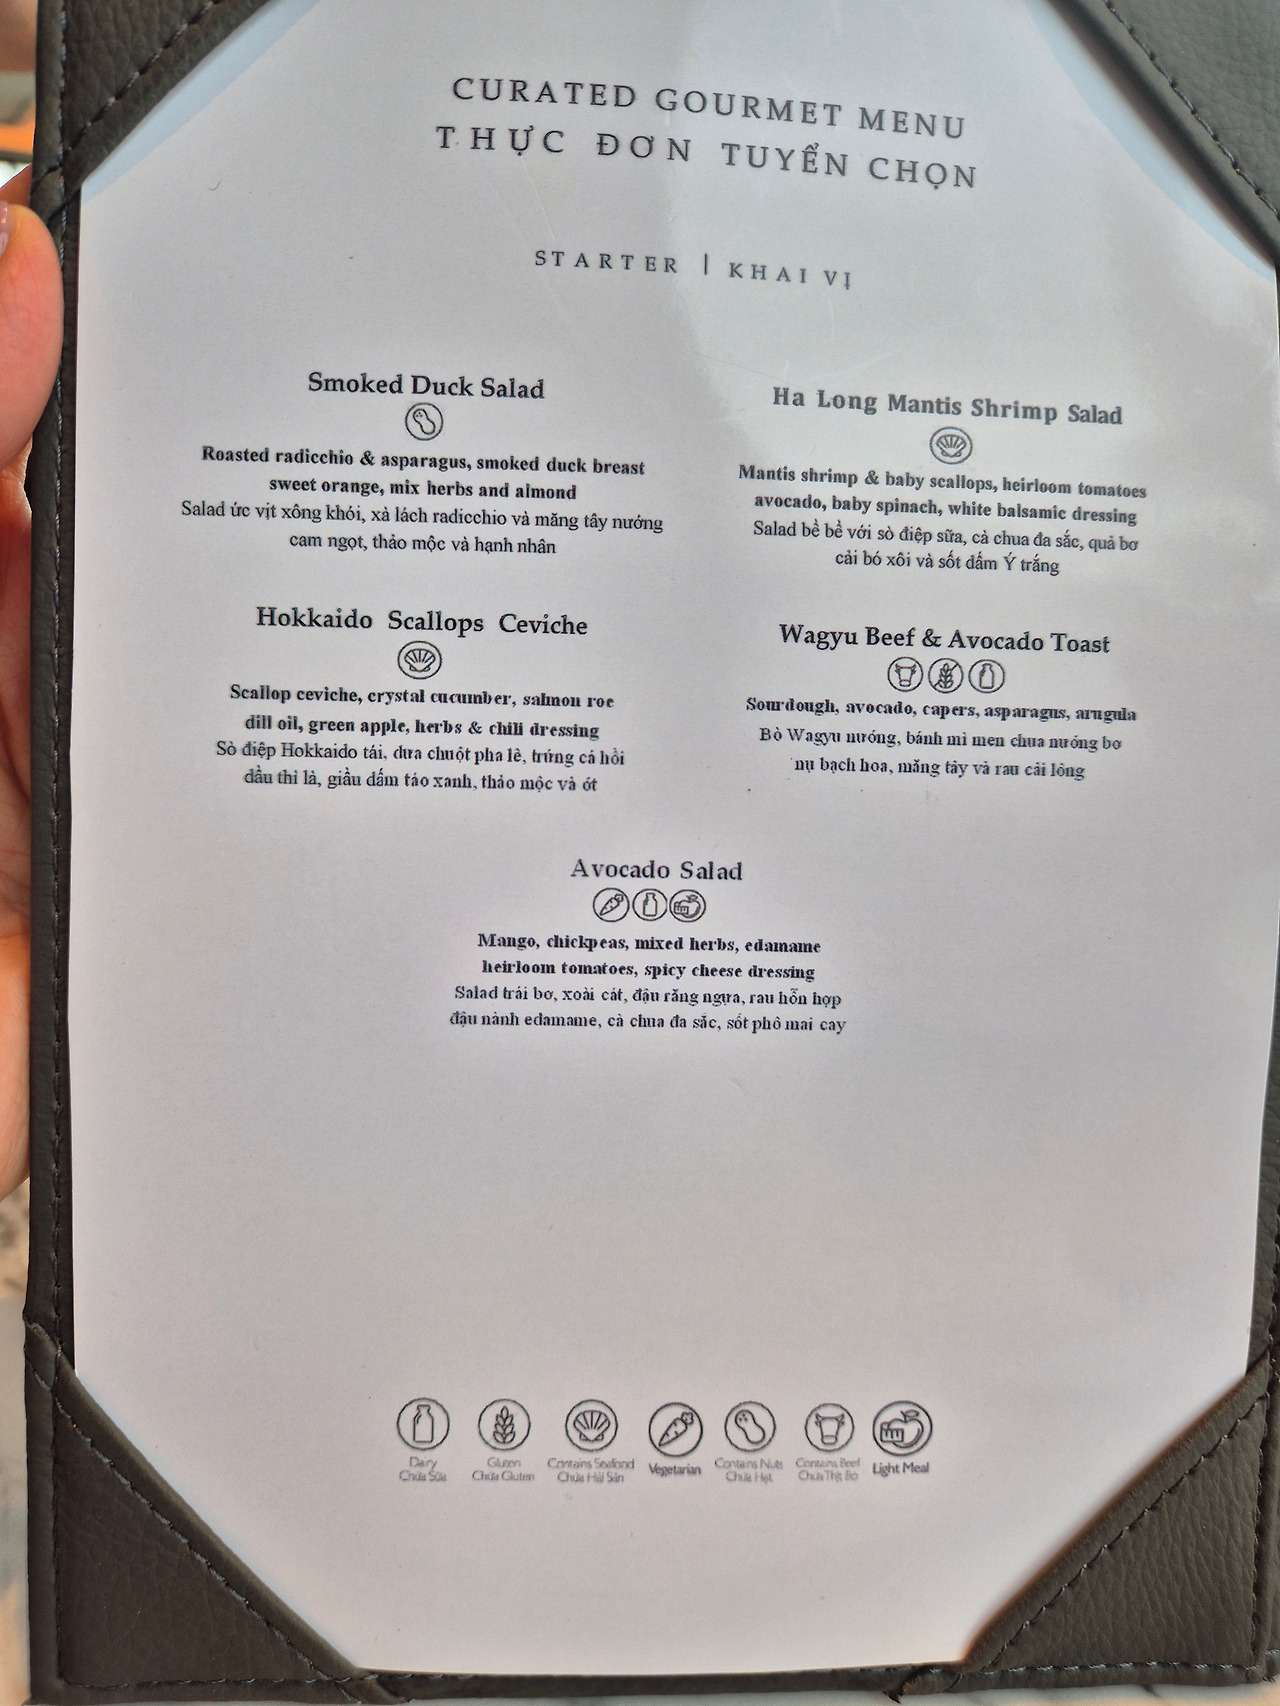 CURATED GOURMET MENU
THỰC ĐƠN TUYỂN CHỌN
STARTER | KHAI VỊ
Smoked Duck Salad
Roasted radicchio & asparagus, smoked duck breast
sweet orange, mix herbs and almond
Salad ức vịt xông khói, xà lách radicchio và măng tây nướng
cam ngọt, thảo mộc và hạnh nhân
Ha Long Mantis Shrimp Salad
Mantis shrimp & baby scallops, heirloom tomatoes
avocado, baby spinach, white balsamic dressing
Salad bề bề với sò điệp sữa, cà chua đa sắc, quả bơ
cải bó xôi và sốt dấm Ý trắng
Hokkaido Scallops Ceviche
Scallop ceviche, crystal cucumber, salmon roe
dill oil, green apple, herbs & chili dressing
Sò điệp Hokkaido tái, dưa chuột pha lê, trứng cá hồi
dầu thì là, giầu dấm táo xanh, thảo mộc và ớt
Wagyu Beef & Avocado Toast
Sourdough, avocado, capers, asparagus, arugula
Bò Wagyu nướng, bánh mì men chua nướng bơ
nụ bạch hoa, măng tây và rau cải lông
Avocado Salad
Mango, chickpeas, mixed herbs, edamame
heirloom tomatoes, spicy cheese dressing
Salad trái bơ, xoài cát, đậu răng ngựa, rau hỗn hợp
đậu nành edamame, cà chua đa sắc, sốt phô mai cay
Dairy
Chứa Sữa
Gluten
Chứa Gluten
Contains Seafood
Chứa Hải Sản
Vegetarian
Contains Nuts
Chứa Hạt
Contains Beef
Chứa Thịt Bò
Light Meal